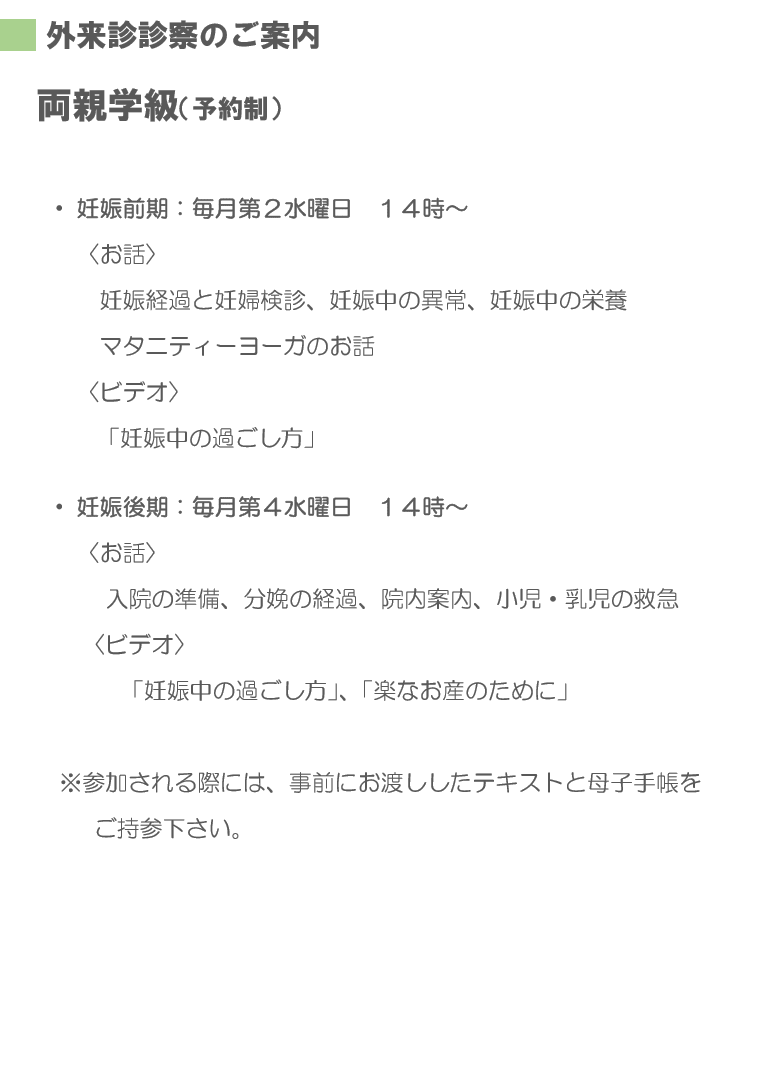 外来診診察のご案内
両親学級(予約制)
・ 妊娠前期：毎月第２水曜日　１４時～
〈お話〉
妊娠経過と妊婦検診、妊娠中の異常、妊娠中の栄養
マタニティーヨーガのお話
〈ビデオ〉
「妊娠中の過ごし方」
・ 妊娠後期：毎月第４水曜日　１４時～
〈お話〉
入院の準備、分娩の経過、院内案内、小児・乳児の救急
〈ビデオ〉
「妊娠中の過ごし方」、「楽なお産のために」
※参加される際には、事前にお渡ししたテキストと母子手帳を
ご持参下さい。